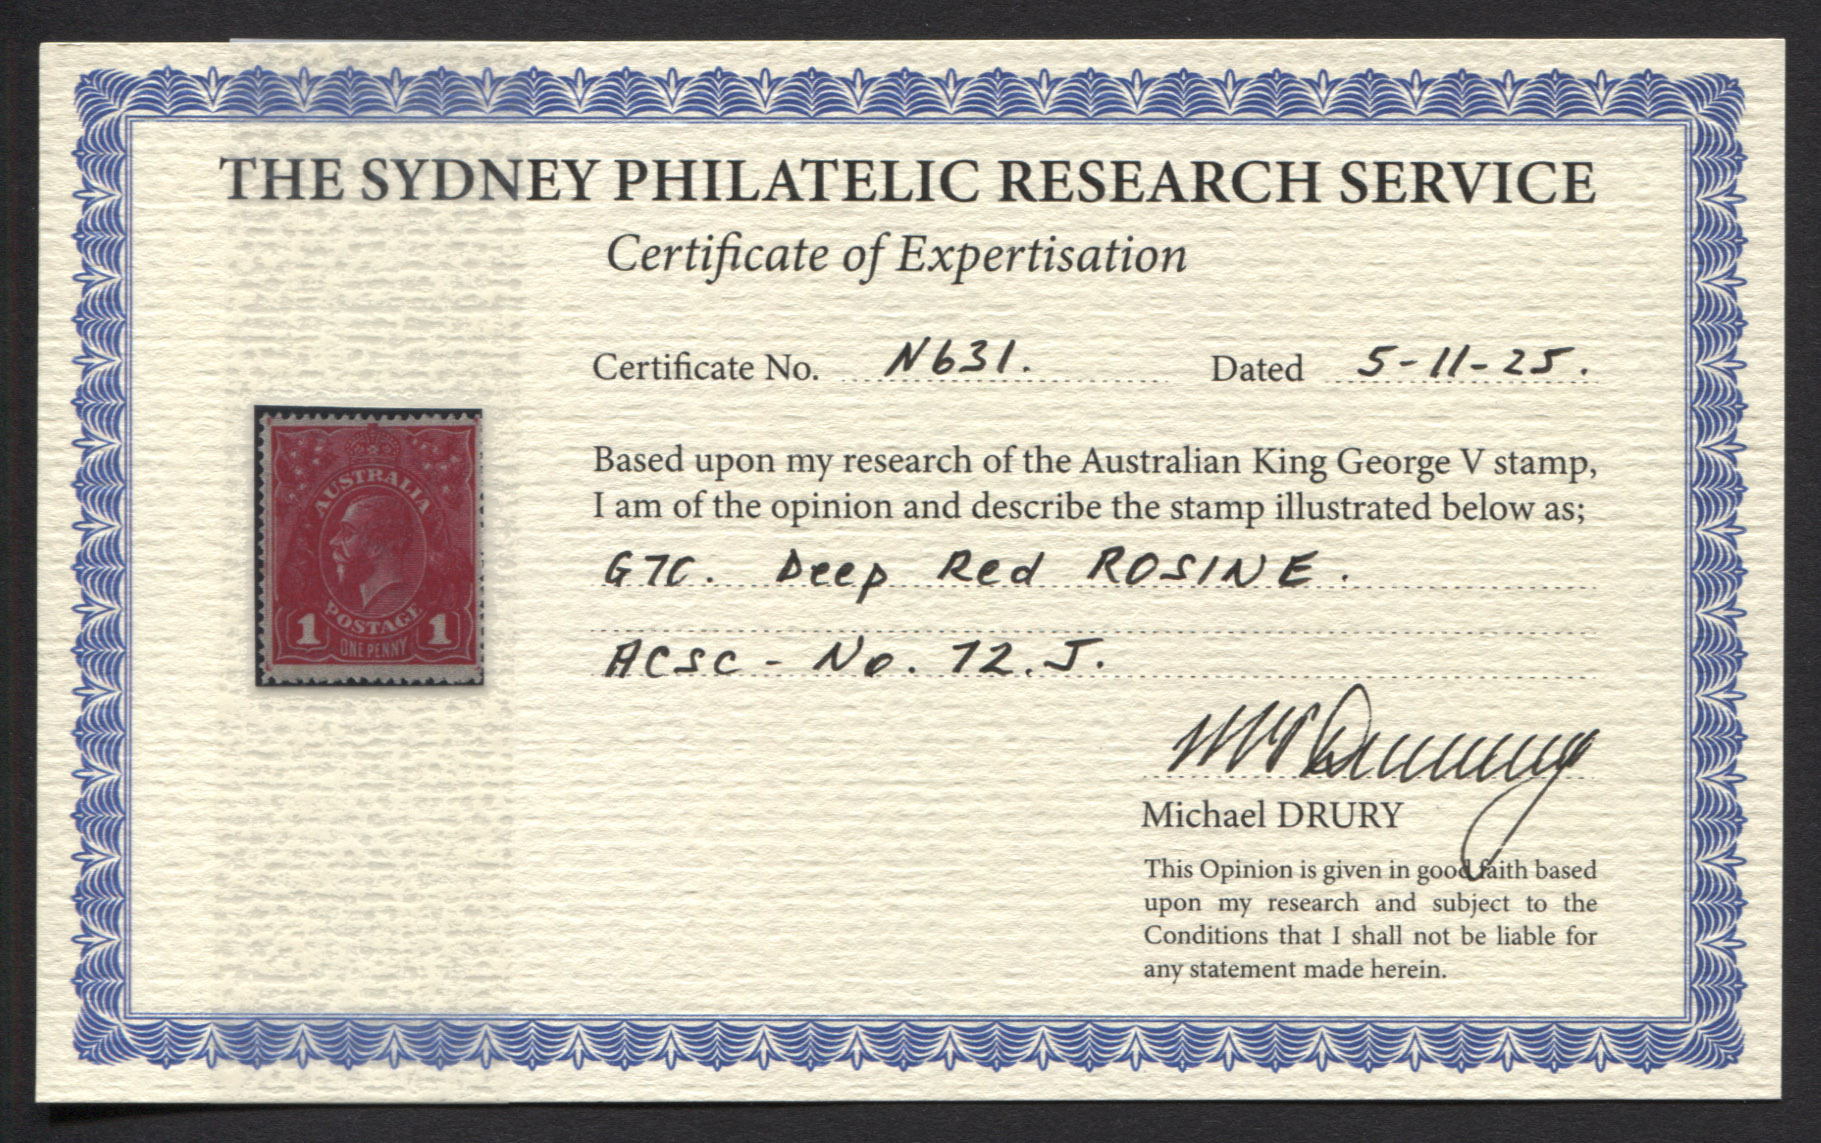 THE SYDNEY PHILATELIC RESEARCH SERVICE
Certificate of Expertisation
Certificate No. N631. Dated 5-11-25.
Based upon my research of the Australian King George V stamp,
I am of the opinion and describe the stamp illustrated below as;
G7C. Deep Red ROSINE.
ACSC - No. 72.J.
AUSTRALIA
POSTAGE
1 1
ONE PENNY
Michael DRURY
This Opinion is given in good faith based
upon my research and subject to the
Conditions that I shall not be liable for
any statement made herein.